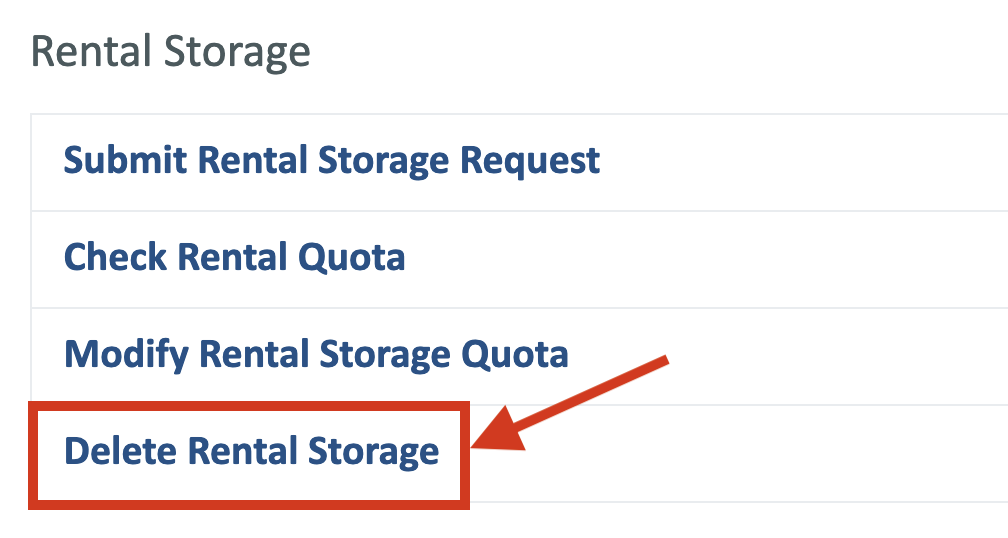 Rental Storage
Submit Rental Storage Request
Check Rental Quota
Modify Rental Storage Quota
Delete Rental Storage